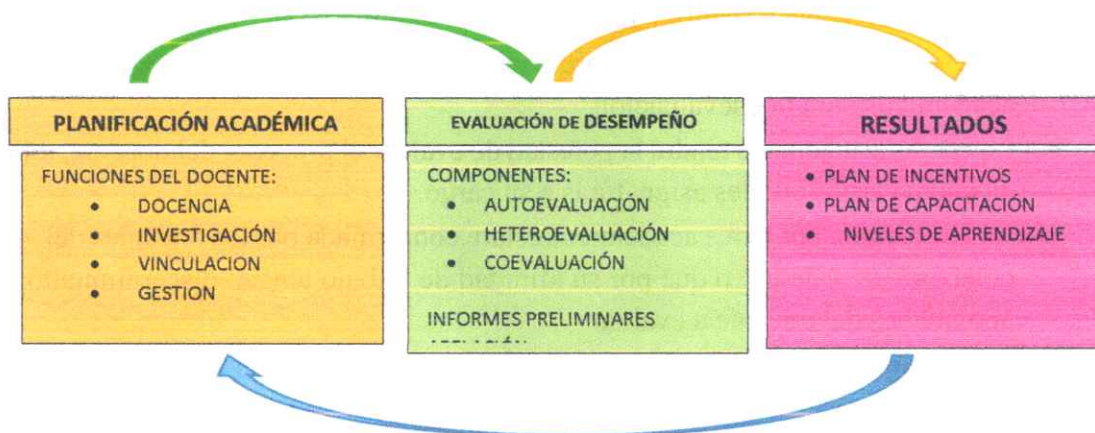 PLANIFICACIÓN ACADÉMICA
FUNCIONES DEL DOCENTE:
• DOCENCIA
• INVESTIGACIÓN
• VINCULACION
• GESTION
EVALUACIÓN DE DESEMPEÑO
COMPONENTES:
• AUTOEVALUACIÓN
• HETEROEVALUACIÓN
• COEVALUACIÓN
INFORMES PRELIMINARES
RESULTADOS
• PLAN DE INCENTIVOS
• PLAN DE CAPACITACIÓN
• NIVELES DE APRENDIZAJE